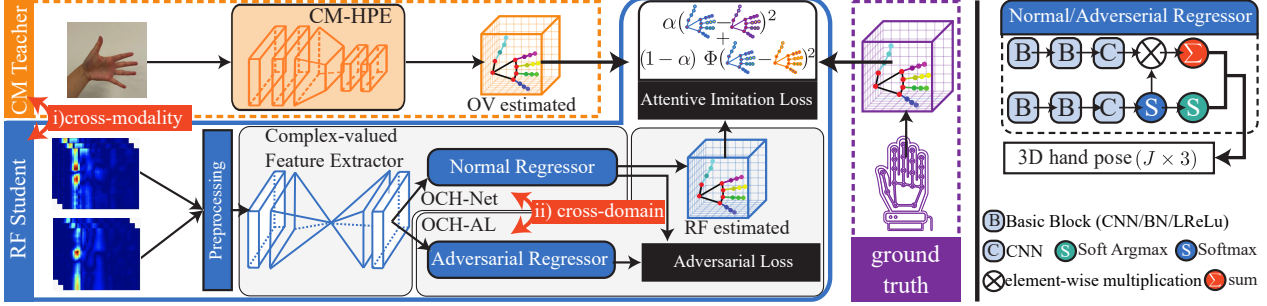 CM Teacher
CM-HPE
OV estimated
α( − )²
+
(1−α) Φ( − )²
Attentive Imitation Loss
i)cross-modality
RF Student
Preprocessing
Complex-valued
Feature Extractor
Normal Regressor
OCH-Net
ii) cross-domain
OCH-AL
Adversarial Regressor
RF estimated
Adversarial Loss
ground
truth
Normal/Adverserial Regressor
B B C Σ
B B C S S
3D hand pose (J × 3)
B Basic Block (CNN/BN/LReLu)
C CNN S Soft Argmax S Softmax
element-wise multiplication Σ sum